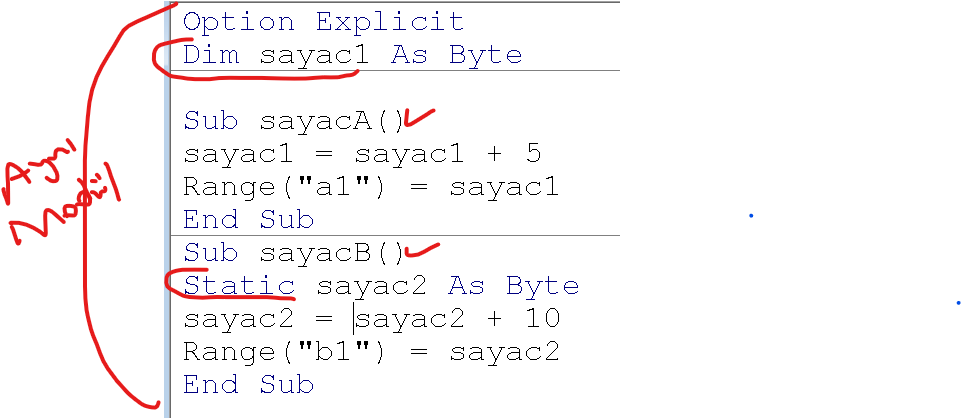 Option Explicit
Dim sayac1 As Byte
Sub sayacA()
sayac1 = sayac1 + 5
Range("a1") = sayac1
End Sub
Sub sayacB()
Static sayac2 As Byte
sayac2 = sayac2 + 10
Range("b1") = sayac2
End Sub
Aynı
Modül